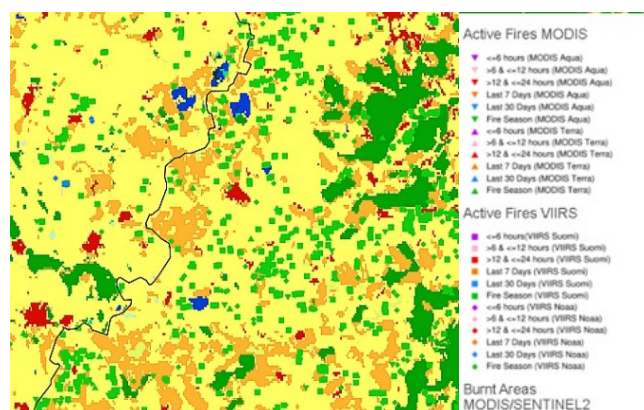 Active Fires MODIS
<=6 hours (MODIS Aqua)
>6 & <=12 hours (MODIS Aqua)
>12 & <=24 hours (MODIS Aqua)
Last 7 Days (MODIS Aqua)
Last 30 Days (MODIS Aqua)
Fire Season (MODIS Aqua)
<=6 hours (MODIS Terra)
>6 & <=12 hours (MODIS Terra)
>12 & <=24 hours (MODIS Terra)
Last 7 Days (MODIS Terra)
Last 30 Days (MODIS Terra)
Fire Season (MODIS Terra)
Active Fires VIIRS
<=6 hours(VIIRS Suomi)
>6 & <=12 hours (VIIRS Suomi)
>12 & <=24 hours (VIIRS Suomi)
Last 7 Days (VIIRS Suomi)
Last 30 Days (VIIRS Suomi)
Fire Season (VIIRS Suomi)
<=6 hours (VIIRS Noaa)
>6 & <=12 hours (VIIRS Noaa)
>12 & <=24 hours (VIIRS Noaa)
Last 7 Days (VIIRS Noaa)
Last 30 Days (VIIRS Noaa)
Fire Season (VIIRS Noaa)
Burnt Areas
MODIS/SENTINEL2